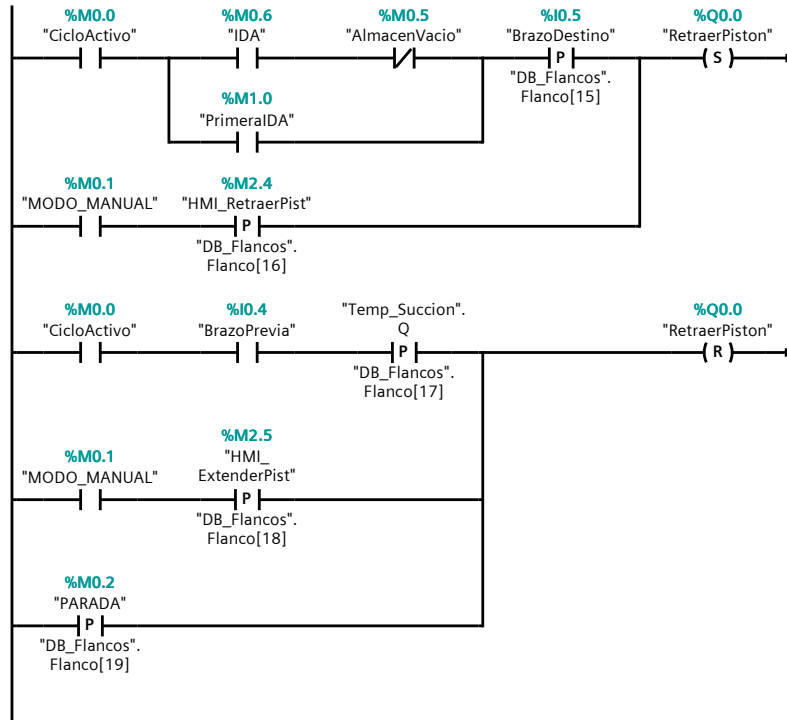 %M0.0 %M0.6 %M0.5 %I0.5 %Q0.0
"CicloActivo" "IDA" "AlmacenVacio" "BrazoDestino" "RetraerPiston"
P S
"DB_Flancos".
Flanco[15]
%M1.0
"PrimeraIDA"
%M0.1 %M2.4
"MODO_MANUAL" "HMI_RetraerPist"
P
"DB_Flancos".
Flanco[16]
%M0.0 %I0.4 "Temp_Succion". %Q0.0
"CicloActivo" "BrazoPrevia" Q "RetraerPiston"
P R
"DB_Flancos".
Flanco[17]
%M2.5
%M0.1 "HMI_
"MODO_MANUAL" ExtenderPist"
P
"DB_Flancos".
Flanco[18]
%M0.2
"PARADA"
P
"DB_Flancos".
Flanco[19]